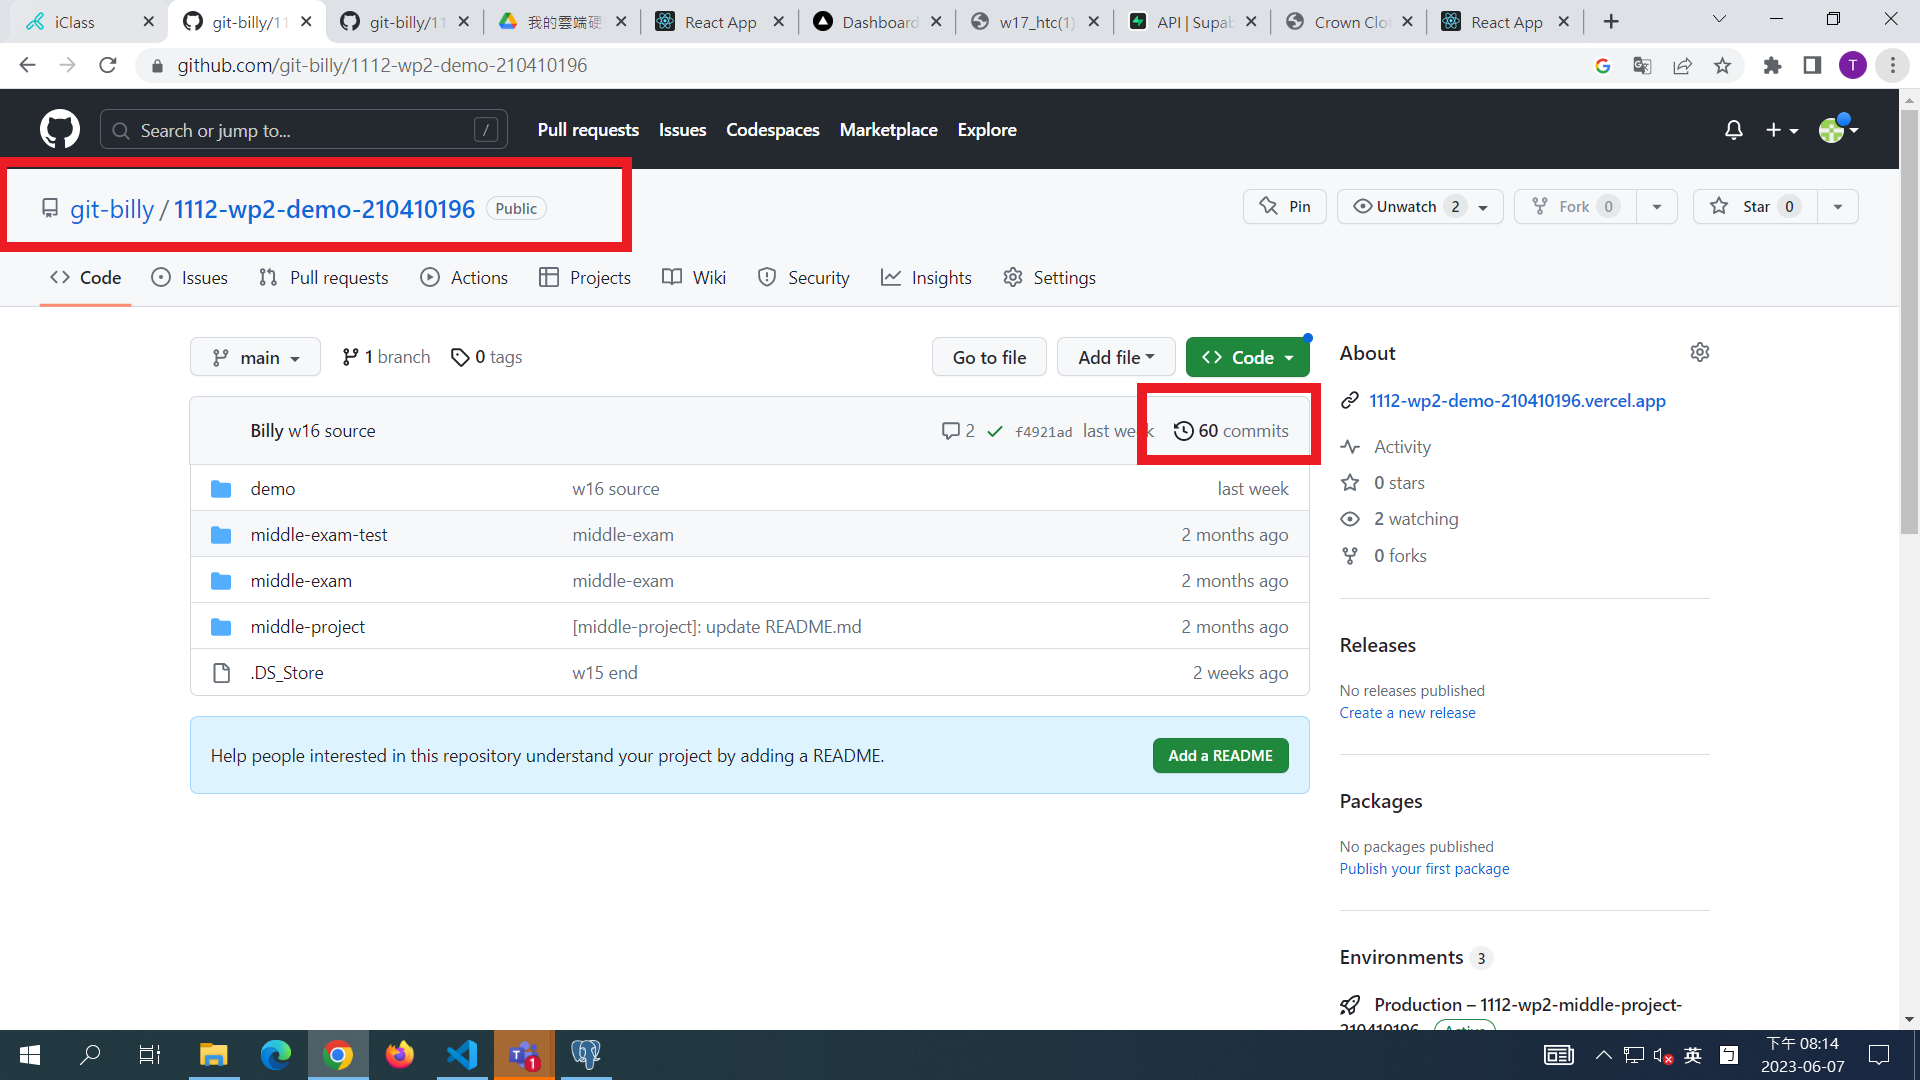 iClass
git-billy/11
git-billy/11
我的雲端硬
React App
Dashboard
w17_htc(1)
API | Supab
Crown Clot
React App
github.com/git-billy/1112-wp2-demo-210410196
T
Search or jump to...
/
Pull requests
Issues
Codespaces
Marketplace
Explore
git-billy / 1112-wp2-demo-210410196 Public
Pin
Unwatch 2
Fork 0
Star 0
Code
Issues
Pull requests
Actions
Projects
Wiki
Security
Insights
Settings
main
1 branch
0 tags
Go to file
Add file
Code
Billy w16 source
2
f4921ad last week
60 commits
demo
w16 source
last week
middle-exam-test
middle-exam
2 months ago
middle-exam
middle-exam
2 months ago
middle-project
[middle-project]: update README.md
2 months ago
.DS_Store
w15 end
2 weeks ago
Help people interested in this repository understand your project by adding a README.
Add a README
About
1112-wp2-demo-210410196.vercel.app
Activity
0 stars
2 watching
0 forks
Releases
No releases published
Create a new release
Packages
No packages published
Publish your first package
Environments 3
Production – 1112-wp2-middle-project-
210410196 Active
1
英
ㄅ
下午 08:14
2023-06-07